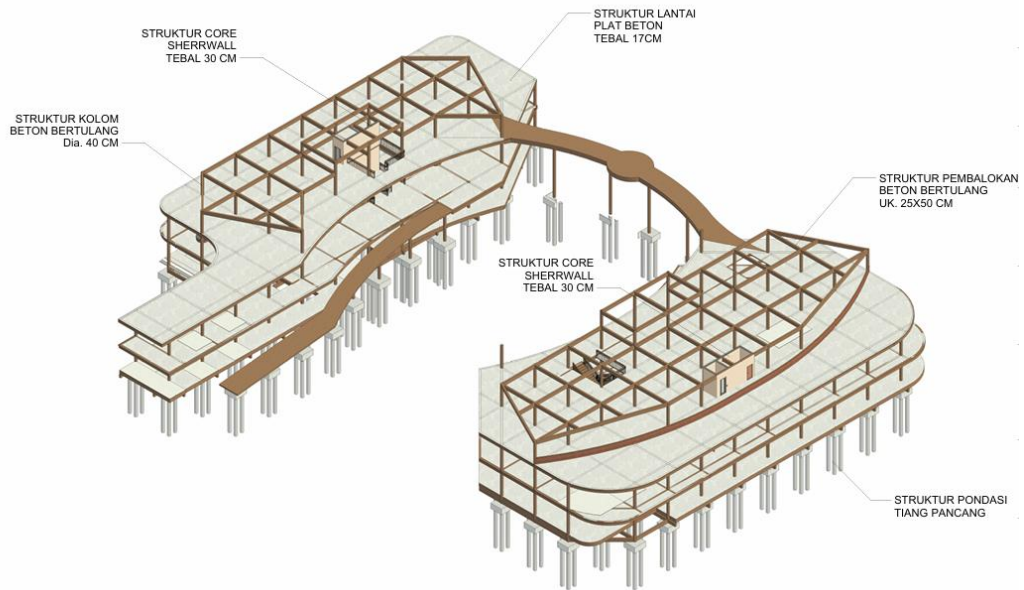 STRUKTUR LANTAI
PLAT BETON
TEBAL 17CM
STRUKTUR CORE
SHERRWALL
TEBAL 30 CM
STRUKTUR KOLOM
BETON BERTULANG
Dia. 40 CM
STRUKTUR PEMBALOKAN
BETON BERTULANG
UK. 25X50 CM
STRUKTUR CORE
SHERRWALL
TEBAL 30 CM
STRUKTUR PONDASI
TIANG PANCANG